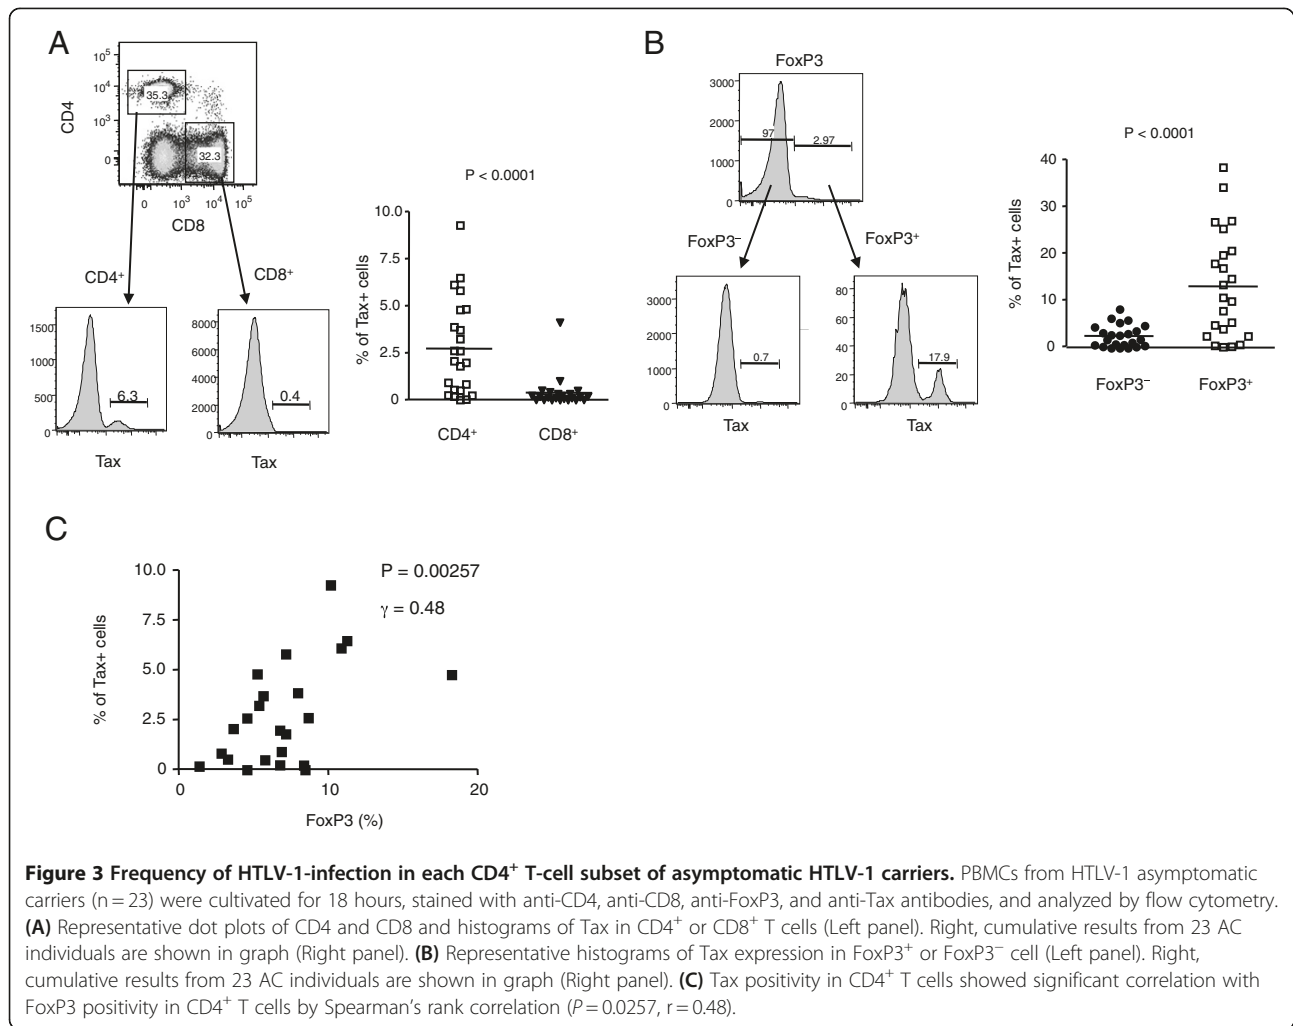 A
10⁵
10⁴
10³
0
CD4
35.3
32.3
0 10³ 10⁴ 10⁵
CD8
CD4⁺
CD8⁺
1500
1000
500
0
6.3
Tax
8000
6000
4000
2000
0
0.4
Tax
P < 0.0001
10.0
7.5
5.0
2.5
0
% of Tax+ cells
CD4⁺ CD8⁺
B
FoxP3
3000
2000
1000
0
97
2.97
FoxP3⁻
FoxP3⁺
3000
2000
1000
0
0.7
Tax
80
60
40
20
0
17.9
Tax
P < 0.0001
40
30
20
10
0
% of Tax+ cells
FoxP3⁻ FoxP3⁺
C
P = 0.00257
γ = 0.48
10.0
7.5
5.0
2.5
0
% of Tax+ cells
0 10 20
FoxP3 (%)
Figure 3 Frequency of HTLV-1-infection in each CD4⁺ T-cell subset of asymptomatic HTLV-1 carriers. PBMCs from HTLV-1 asymptomatic
carriers (n = 23) were cultivated for 18 hours, stained with anti-CD4, anti-CD8, anti-FoxP3, and anti-Tax antibodies, and analyzed by flow cytometry.
(A) Representative dot plots of CD4 and CD8 and histograms of Tax in CD4⁺ or CD8⁺ T cells (Left panel). Right, cumulative results from 23 AC
individuals are shown in graph (Right panel). (B) Representative histograms of Tax expression in FoxP3⁺ or FoxP3⁻ cell (Left panel). Right,
cumulative results from 23 AC individuals are shown in graph (Right panel). (C) Tax positivity in CD4⁺ T cells showed significant correlation with
FoxP3 positivity in CD4⁺ T cells by Spearman's rank correlation (P = 0.0257, r = 0.48).